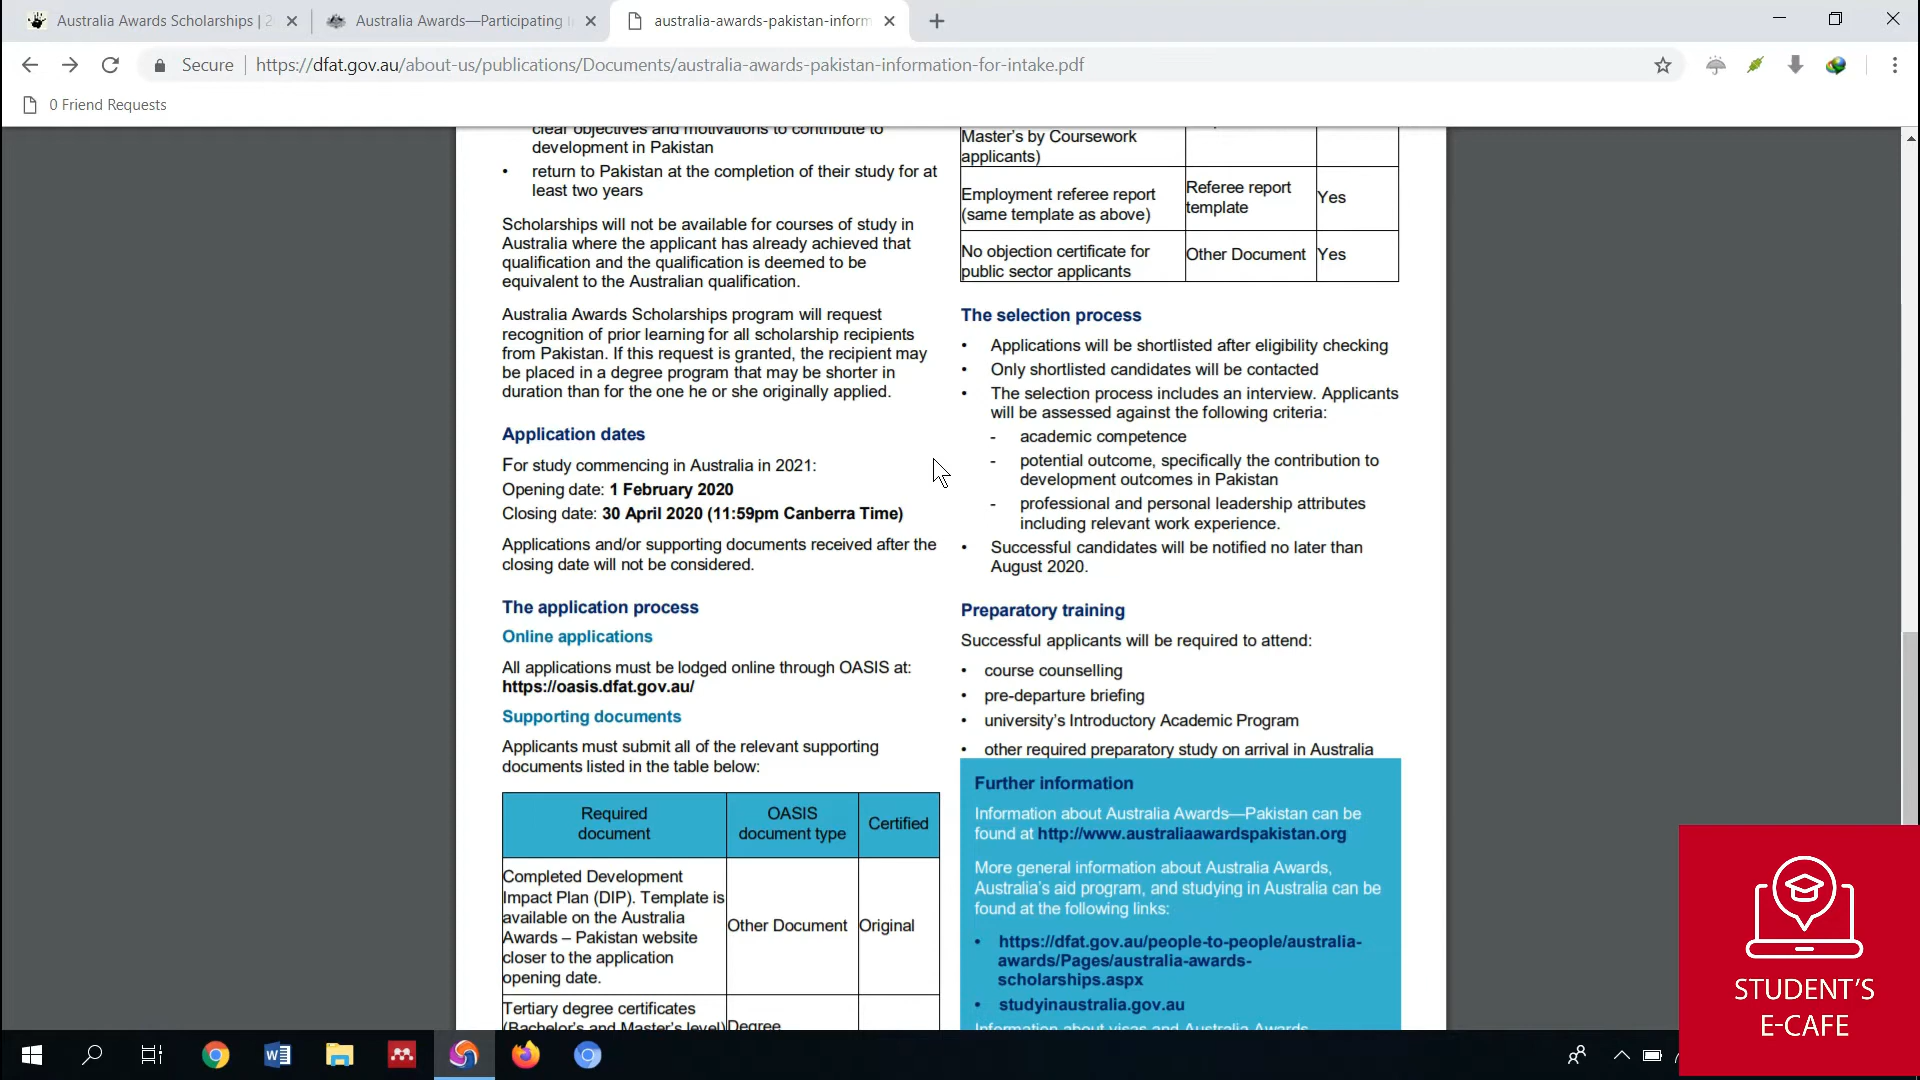 Australia Awards Scholarships | 2
Australia Awards—Participating I
australia-awards-pakistan-inform
Secure
https://dfat.gov.au/about-us/publications/Documents/australia-awards-pakistan-information-for-intake.pdf
0 Friend Requests
clear objectives and motivations to contribute to
development in Pakistan
• return to Pakistan at the completion of their study for at
least two years
Scholarships will not be available for courses of study in
Australia where the applicant has already achieved that
qualification and the qualification is deemed to be
equivalent to the Australian qualification.
Australia Awards Scholarships program will request
recognition of prior learning for all scholarship recipients
from Pakistan. If this request is granted, the recipient may
be placed in a degree program that may be shorter in
duration than for the one he or she originally applied.
Application dates
For study commencing in Australia in 2021:
Opening date: 1 February 2020
Closing date: 30 April 2020 (11:59pm Canberra Time)
Applications and/or supporting documents received after the
closing date will not be considered.
The application process
Online applications
All applications must be lodged online through OASIS at:
https://oasis.dfat.gov.au/
Supporting documents
Applicants must submit all of the relevant supporting
documents listed in the table below:
Required
document
OASIS
document type
Certified
Completed Development
Impact Plan (DIP). Template is
available on the Australia
Awards – Pakistan website
closer to the application
opening date.
Other Document
Original
Tertiary degree certificates
(Bachelor's and Master's level)
Degree
Master's by Coursework
applicants)
Employment referee report
(same template as above)
Referee report
template
Yes
No objection certificate for
public sector applicants
Other Document
Yes
The selection process
• Applications will be shortlisted after eligibility checking
• Only shortlisted candidates will be contacted
• The selection process includes an interview. Applicants
will be assessed against the following criteria:
- academic competence
- potential outcome, specifically the contribution to
development outcomes in Pakistan
- professional and personal leadership attributes
including relevant work experience.
• Successful candidates will be notified no later than
August 2020.
Preparatory training
Successful applicants will be required to attend:
• course counselling
• pre-departure briefing
• university's Introductory Academic Program
• other required preparatory study on arrival in Australia
Further information
Information about Australia Awards—Pakistan can be
found at http://www.australiaawardspakistan.org
More general information about Australia Awards,
Australia's aid program, and studying in Australia can be
found at the following links:
• https://dfat.gov.au/people-to-people/australia-
awards/Pages/australia-awards-
scholarships.aspx
• studyinaustralia.gov.au
Information about visas and Australia Awards
STUDENT'S
E-CAFE